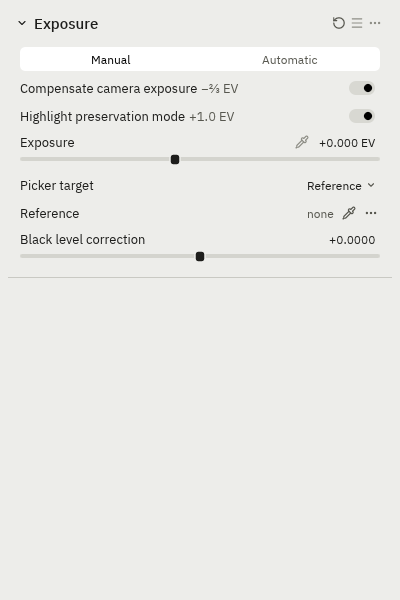 Exposure
Manual Automatic
Compensate camera exposure −⅔ EV
Highlight preservation mode +1.0 EV
Exposure +0.000 EV
Picker target Reference
Reference none
Black level correction +0.0000